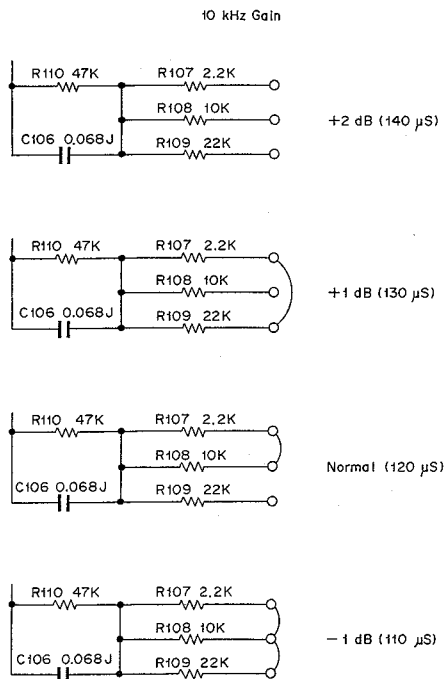 10 kHz Gain
R110 47K
R107 2.2K
R108 10K
C106 0.068J
R109 22K
+2 dB (140 µS)
R110 47K
R107 2.2K
R108 10K
C106 0.068J
R109 22K
+1 dB (130 µS)
R110 47K
R107 2.2K
R108 10K
C106 0.068J
R109 22K
Normal (120 µS)
R110 47K
R107 2.2K
R108 10K
C106 0.068J
R109 22K
−1 dB (110 µS)